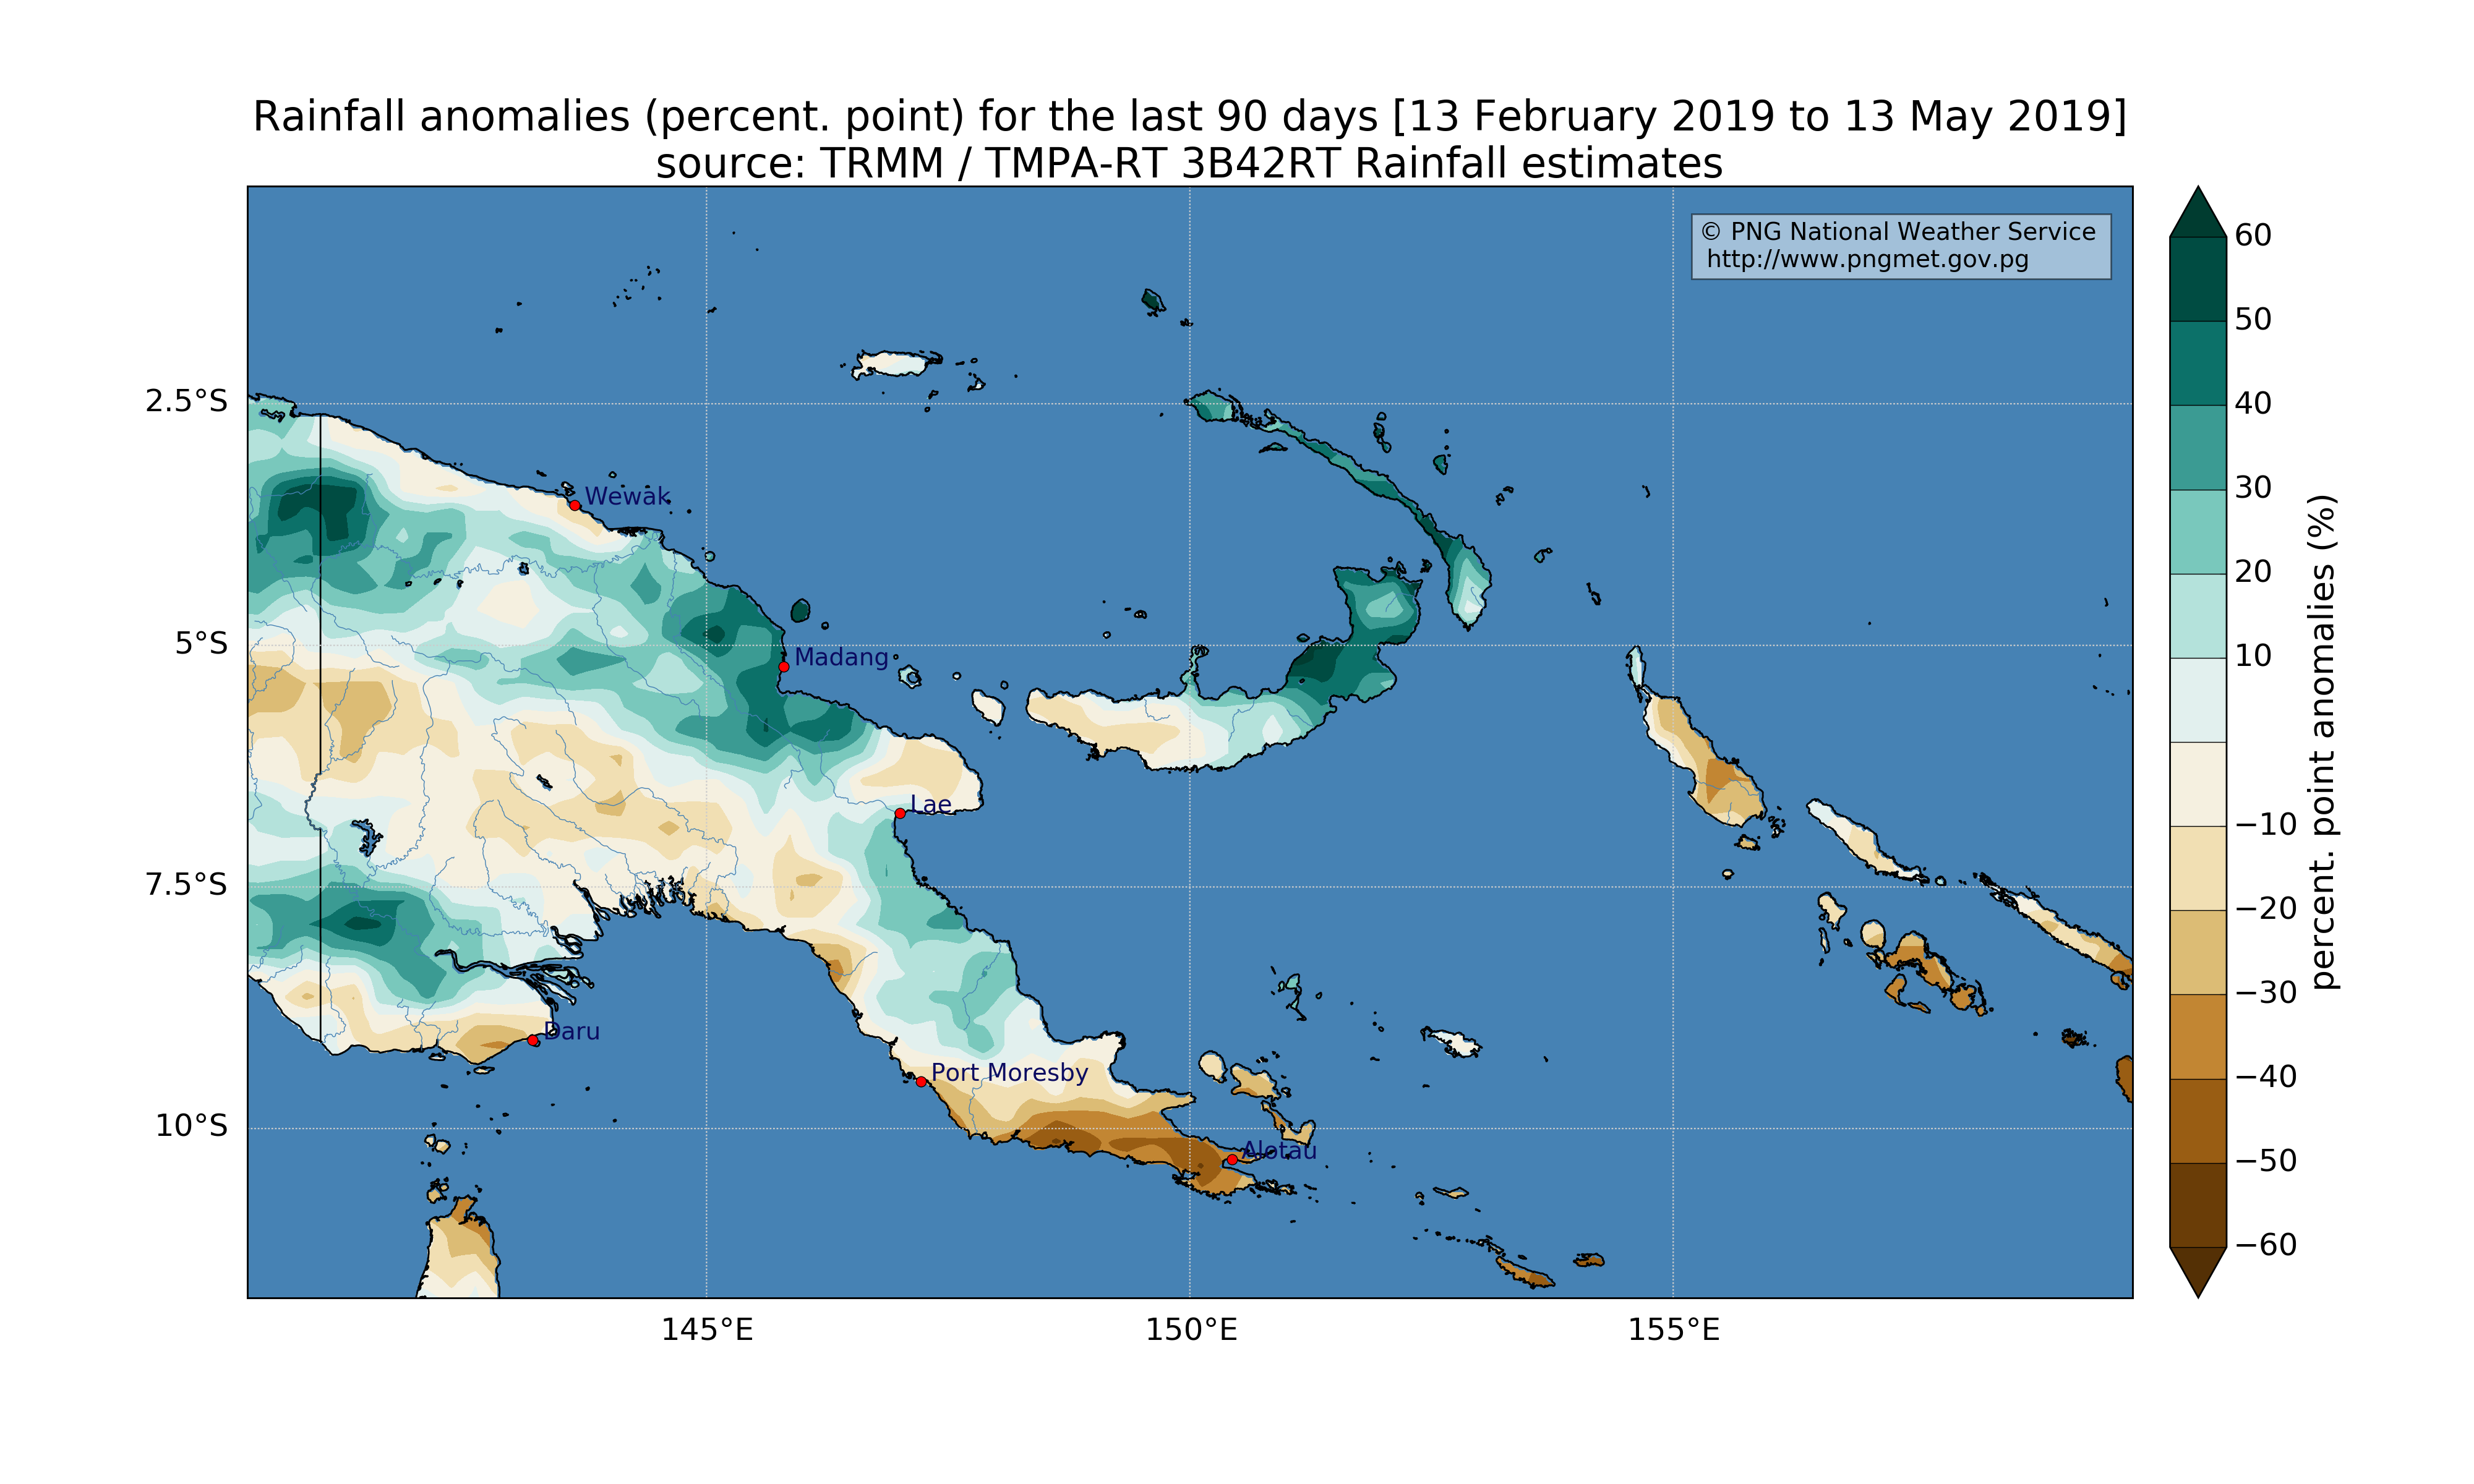 Rainfall anomalies (percent. point) for the last 90 days [13 February 2019 to 13 May 2019]
source: TRMM / TMPA-RT 3B42RT Rainfall estimates
© PNG National Weather Service
http://www.pngmet.gov.pg
2.5°S
5°S
7.5°S
10°S
Wewak
Madang
Lae
Daru
Port Moresby
Alotau
145°E
150°E
155°E
60
50
40
30
20
10
−10
−20
−30
−40
−50
−60
percent. point anomalies (%)